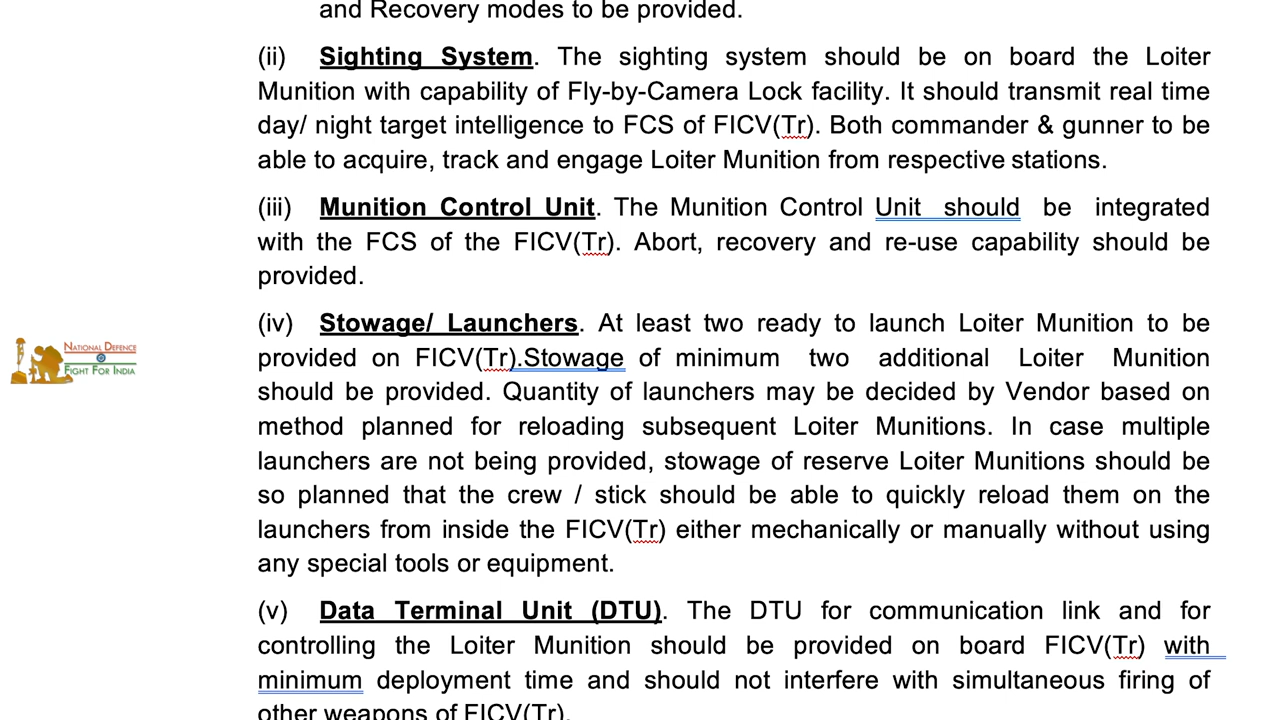 and Recovery modes to be provided.
(ii) Sighting System. The sighting system should be on board the Loiter
Munition with capability of Fly-by-Camera Lock facility. It should transmit real time
day/ night target intelligence to FCS of FICV(Tr). Both commander & gunner to be
able to acquire, track and engage Loiter Munition from respective stations.
(iii) Munition Control Unit. The Munition Control Unit should be integrated
with the FCS of the FICV(Tr). Abort, recovery and re-use capability should be
provided.
(iv) Stowage/ Launchers. At least two ready to launch Loiter Munition to be
provided on FICV(Tr).Stowage of minimum two additional Loiter Munition
should be provided. Quantity of launchers may be decided by Vendor based on
method planned for reloading subsequent Loiter Munitions. In case multiple
launchers are not being provided, stowage of reserve Loiter Munitions should be
so planned that the crew / stick should be able to quickly reload them on the
launchers from inside the FICV(Tr) either mechanically or manually without using
any special tools or equipment.
(v) Data Terminal Unit (DTU). The DTU for communication link and for
controlling the Loiter Munition should be provided on board FICV(Tr) with
minimum deployment time and should not interfere with simultaneous firing of
other weapons of FICV(Tr).
NATIONAL DEFENCE
FIGHT FOR INDIA